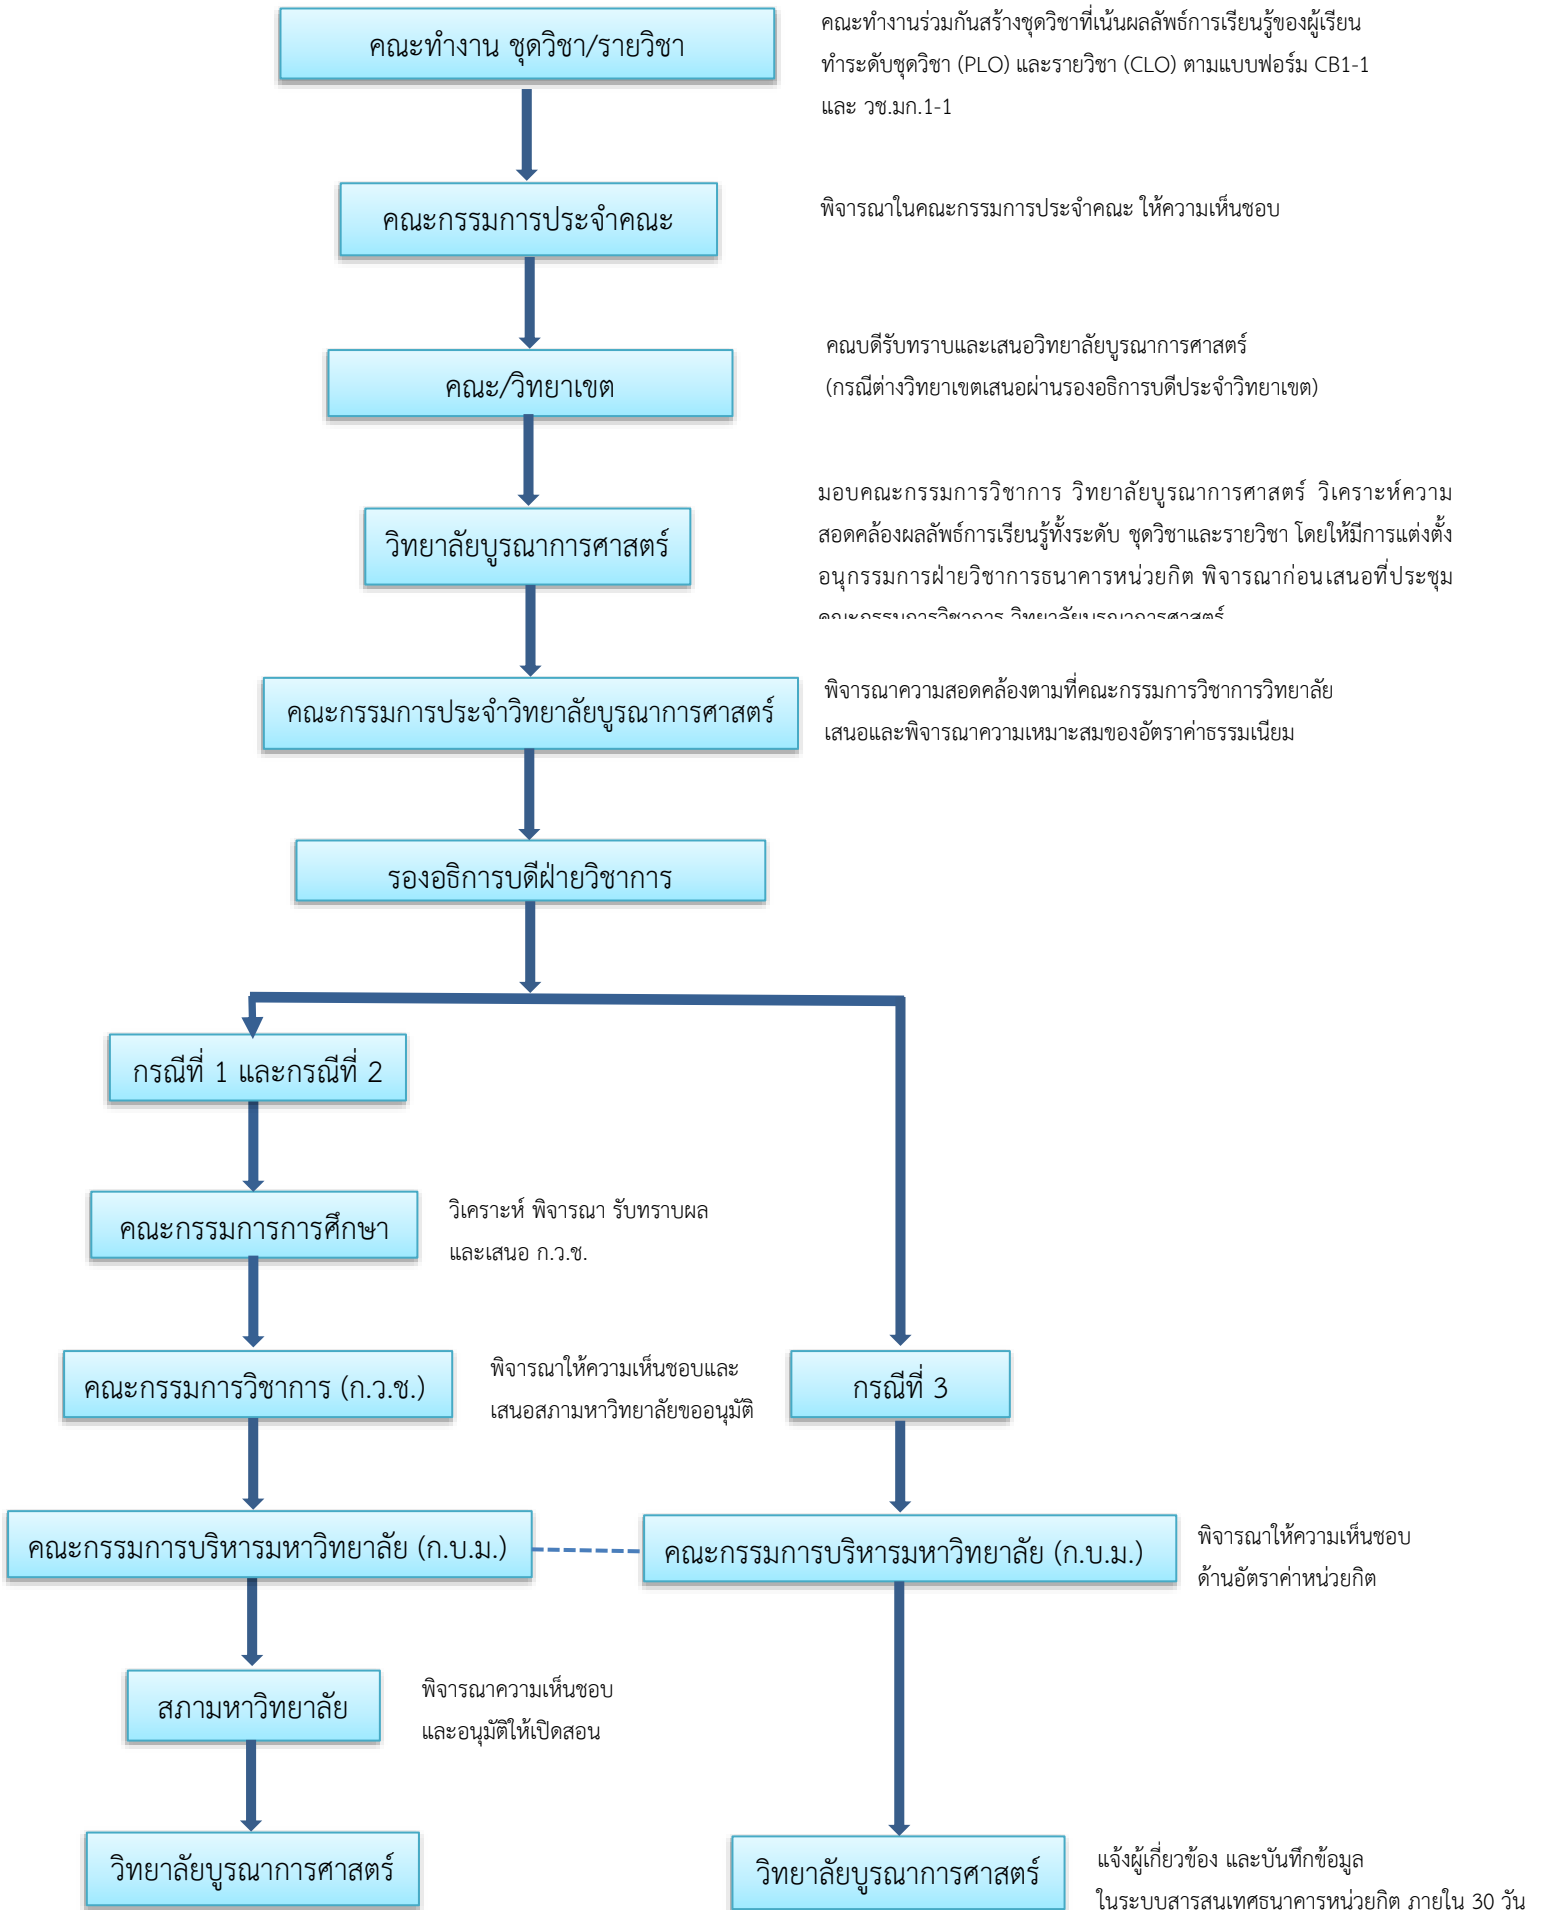 คณะทำงาน ชุดวิชา/รายวิชา
คณะทำงานร่วมกันสร้างชุดวิชาที่เน้นผลลัพธ์การเรียนรู้ของผู้เรียน
ทำระดับชุดวิชา (PLO) และรายวิชา (CLO) ตามแบบฟอร์ม CB1-1
และ วช.มก.1-1
คณะกรรมการประจำคณะ
พิจารณาในคณะกรรมการประจำคณะ ให้ความเห็นชอบ
คณะ/วิทยาเขต
คณบดีรับทราบและเสนอวิทยาลัยบูรณาการศาสตร์
(กรณีต่างวิทยาเขตเสนอผ่านรองอธิการบดีประจำวิทยาเขต)
วิทยาลัยบูรณาการศาสตร์
มอบคณะกรรมการวิชาการ วิทยาลัยบูรณาการศาสตร์ วิเคราะห์ความ
สอดคล้องผลลัพธ์การเรียนรู้ทั้งระดับ ชุดวิชาและรายวิชา โดยให้มีการแต่งตั้ง
อนุกรรมการฝ่ายวิชาการธนาคารหน่วยกิต พิจารณาก่อนเสนอที่ประชุม
คณะกรรมการวิชาการ วิทยาลัยบูรณาการศาสตร์
คณะกรรมการประจำวิทยาลัยบูรณาการศาสตร์
พิจารณาความสอดคล้องตามที่คณะกรรมการวิชาการวิทยาลัย
เสนอและพิจารณาความเหมาะสมของอัตราค่าธรรมเนียม
รองอธิการบดีฝ่ายวิชาการ
กรณีที่ 1 และกรณีที่ 2
คณะกรรมการการศึกษา
วิเคราะห์ พิจารณา รับทราบผล
และเสนอ ก.ว.ช.
คณะกรรมการวิชาการ (ก.ว.ช.)
พิจารณาให้ความเห็นชอบและ
เสนอสภามหาวิทยาลัยขออนุมัติ
กรณีที่ 3
คณะกรรมการบริหารมหาวิทยาลัย (ก.บ.ม.)
คณะกรรมการบริหารมหาวิทยาลัย (ก.บ.ม.)
พิจารณาให้ความเห็นชอบ
ด้านอัตราค่าหน่วยกิต
สภามหาวิทยาลัย
พิจารณาความเห็นชอบ
และอนุมัติให้เปิดสอน
วิทยาลัยบูรณาการศาสตร์
วิทยาลัยบูรณาการศาสตร์
แจ้งผู้เกี่ยวข้อง และบันทึกข้อมูล
ในระบบสารสนเทศธนาคารหน่วยกิต ภายใน 30 วัน